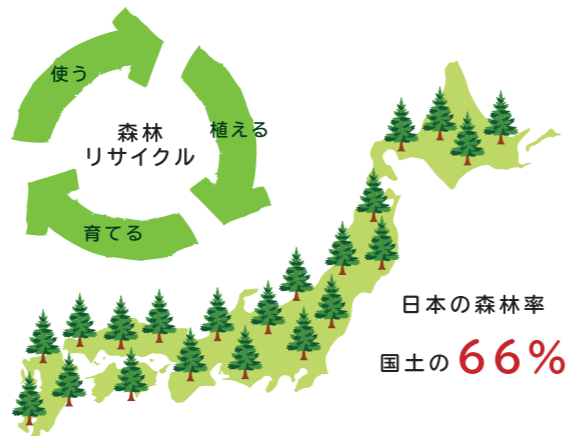 使う
植える
森林
リサイクル
育てる
日本の森林率
国土の66%